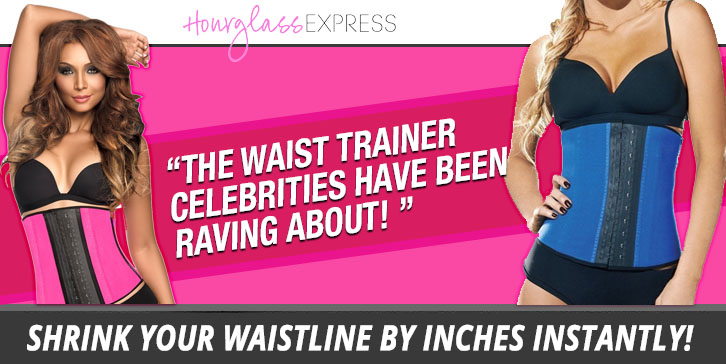 HourglassEXPRESS
“THE WAIST TRAINER
CELEBRITIES HAVE BEEN
RAVING ABOUT! ”
SHRINK YOUR WAISTLINE BY INCHES INSTANTLY!